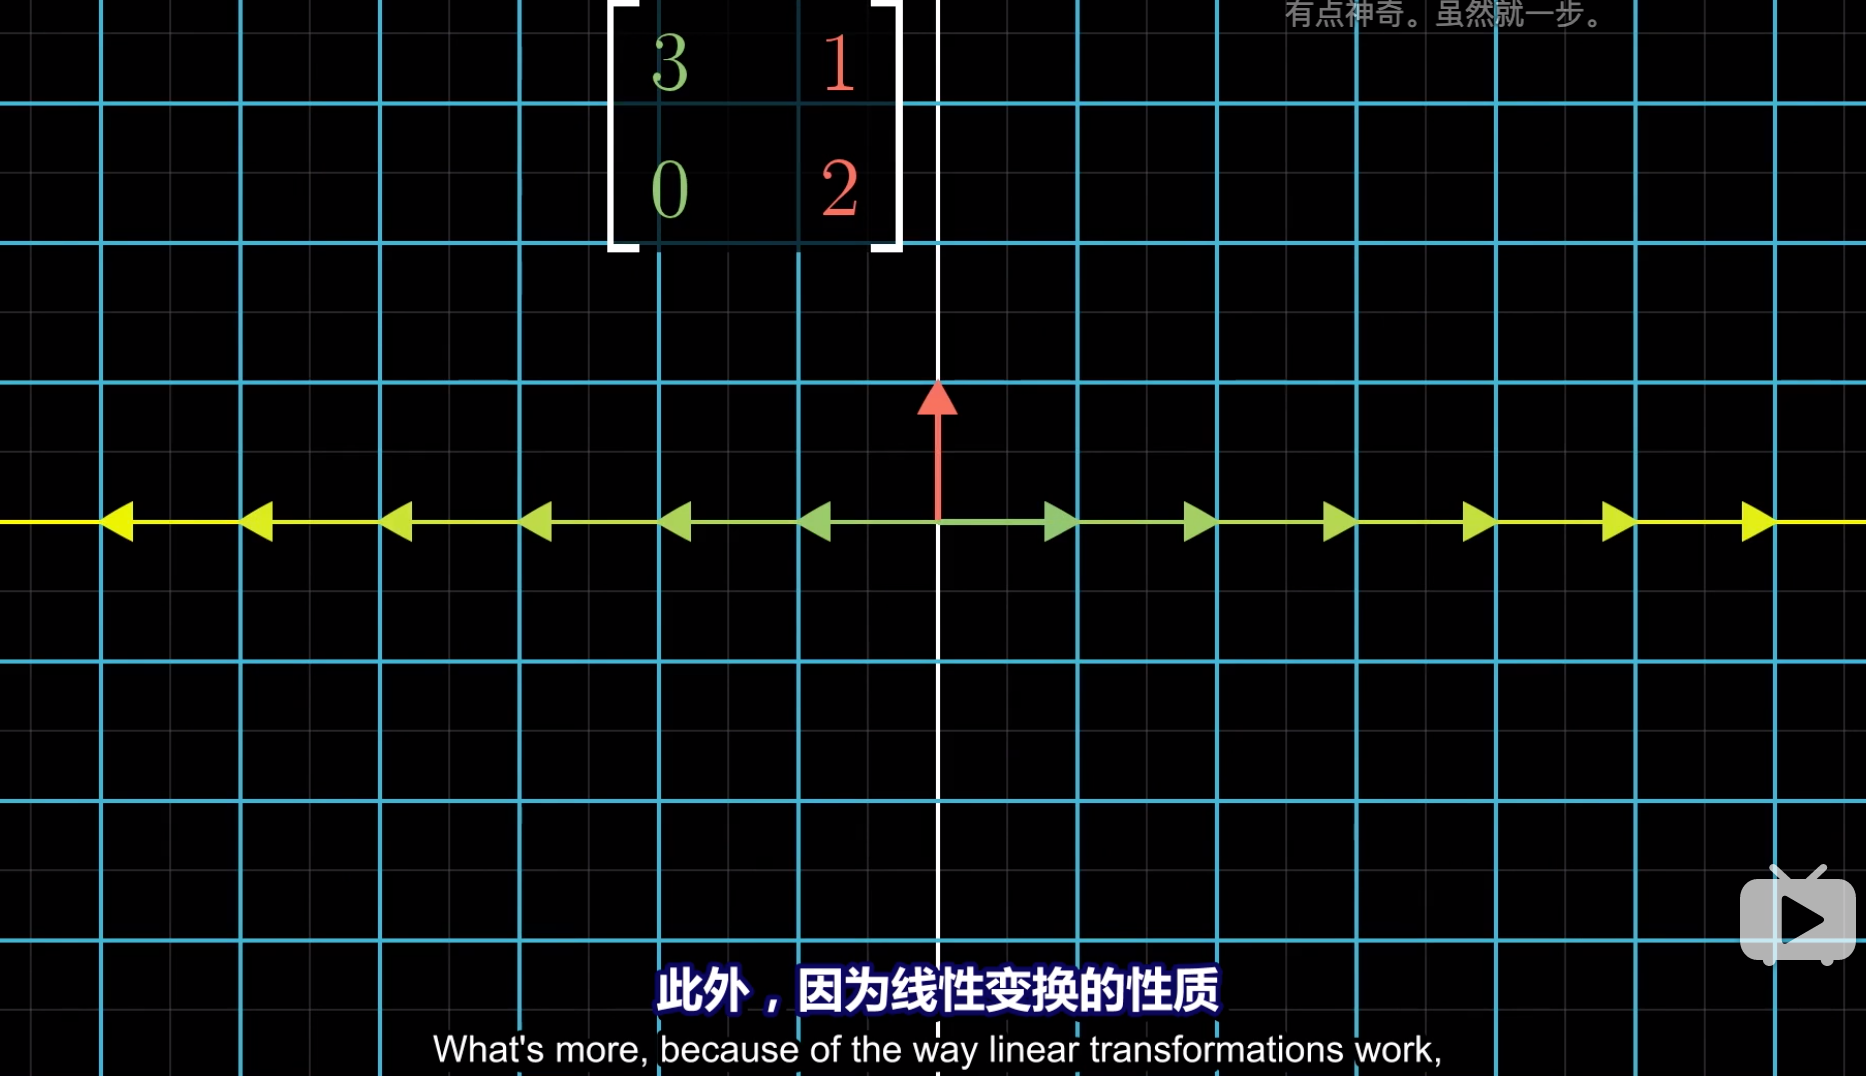 有点神奇。虽然就一步。
3 1
0 2
此外，因为线性变换的性质
What's more, because of the way linear transformations work,